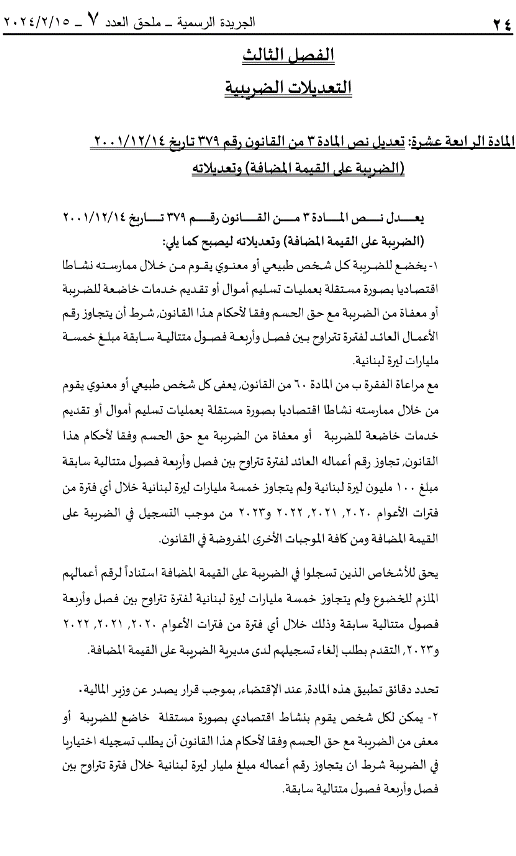 ٢٤ الجريدة الرسمية – ملحق العدد ٧ – ٢٠٢٤/٢/١٥
الفصل الثالث
التعديلات الضريبية
المادة الرابعة عشرة: تعديل نص المادة ٣ من القانون رقم ٣٧٩ تاريخ ٢٠٠١/١٢/١٤
(الضريبة على القيمة المضافة) وتعديلاته
يعدل نص المادة ٣ من القانون رقم ٣٧٩ تاريخ ٢٠٠١/١٢/١٤
(الضريبة على القيمة المضافة) وتعديلاته ليصبح كما يلي:
١- يخضع للضريبة كل شخص طبيعي أو معنوي يقوم من خلال ممارسته نشاطا
اقتصاديا بصورة مستقلة بعمليات تسليم أموال أو تقديم خدمات خاضعة للضريبة
أو معفاة من الضريبة مع حق الحسم وفقا لأحكام هذا القانون, شرط أن يتجاوز رقم
الأعمال العائد لفترة تتراوح بين فصل وأربعة فصول متتالية سابقة مبلغ خمسة
مليارات ليرة لبنانية.
مع مراعاة الفقرة ب من المادة ٦٠ من القانون, يعفى كل شخص طبيعي أو معنوي يقوم
من خلال ممارسته نشاطا اقتصاديا بصورة مستقلة بعمليات تسليم أموال أو تقديم
خدمات خاضعة للضريبة أو معفاة من الضريبة مع حق الحسم وفقا لأحكام هذا
القانون, تجاوز رقم أعماله العائد لفترة تتراوح بين فصل وأربعة فصول متتالية سابقة
مبلغ ١٠٠ مليون ليرة لبنانية ولم يتجاوز خمسة مليارات ليرة لبنانية خلال أي فترة من
فترات الأعوام ٢٠٢٠, ٢٠٢١, ٢٠٢٢ و٢٠٢٣ من موجب التسجيل في الضريبة على
القيمة المضافة ومن كافة الموجبات الأخرى المفروضة في القانون.
يحق للأشخاص الذين تسجلوا في الضريبة على القيمة المضافة استناداً لرقم أعمالهم
الملزم للخضوع ولم يتجاوز خمسة مليارات ليرة لبنانية لفترة تتراوح بين فصل وأربعة
فصول متتالية سابقة وذلك خلال أي فترة من فترات الأعوام ٢٠٢٠, ٢٠٢١, ٢٠٢٢
و٢٠٢٣, التقدم بطلب إلغاء تسجيلهم لدى مديرية الضريبة على القيمة المضافة.
تحدد دقائق تطبيق هذه المادة, عند الإقتضاء, بموجب قرار يصدر عن وزير المالية.
٢- يمكن لكل شخص يقوم بنشاط اقتصادي بصورة مستقلة خاضع للضريبة أو
معفى من الضريبة مع حق الحسم وفقا لأحكام هذا القانون أن يطلب تسجيله اختياريا
في الضريبة شرط ان يتجاوز رقم أعماله مبلغ مليار ليرة لبنانية خلال فترة تتراوح بين
فصل وأربعة فصول متتالية سابقة.